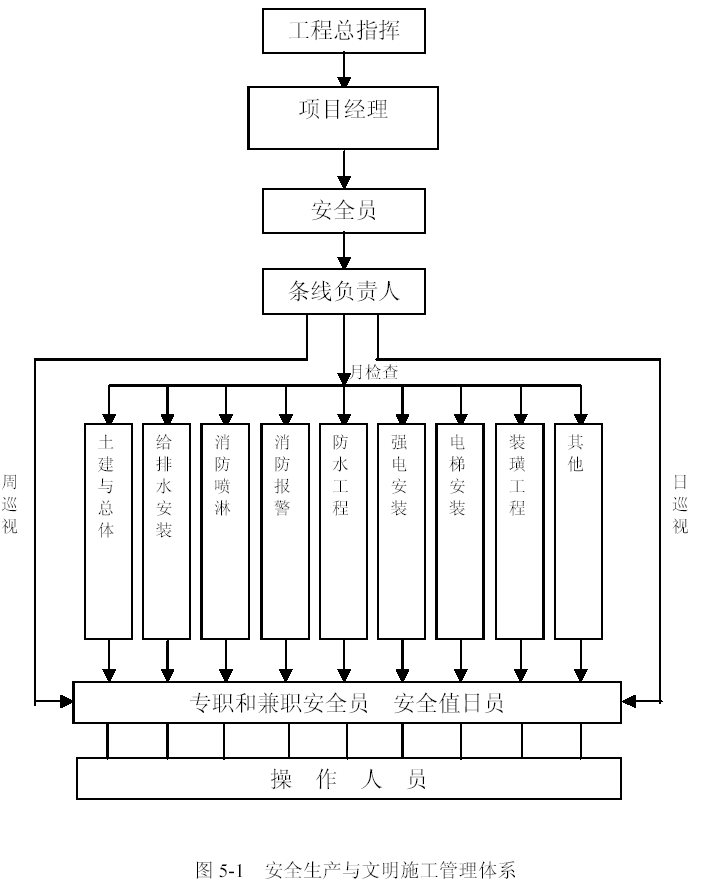 工程总指挥
项目经理
安全员
条线负责人
月检查
周巡视
土建与总体
给排水安装
消防喷淋
消防报警
防水工程
强电安装
电梯安装
装璜工程
其他
日巡视
专职和兼职安全员 安全值日员
操 作 人 员
图 5-1 安全生产与文明施工管理体系